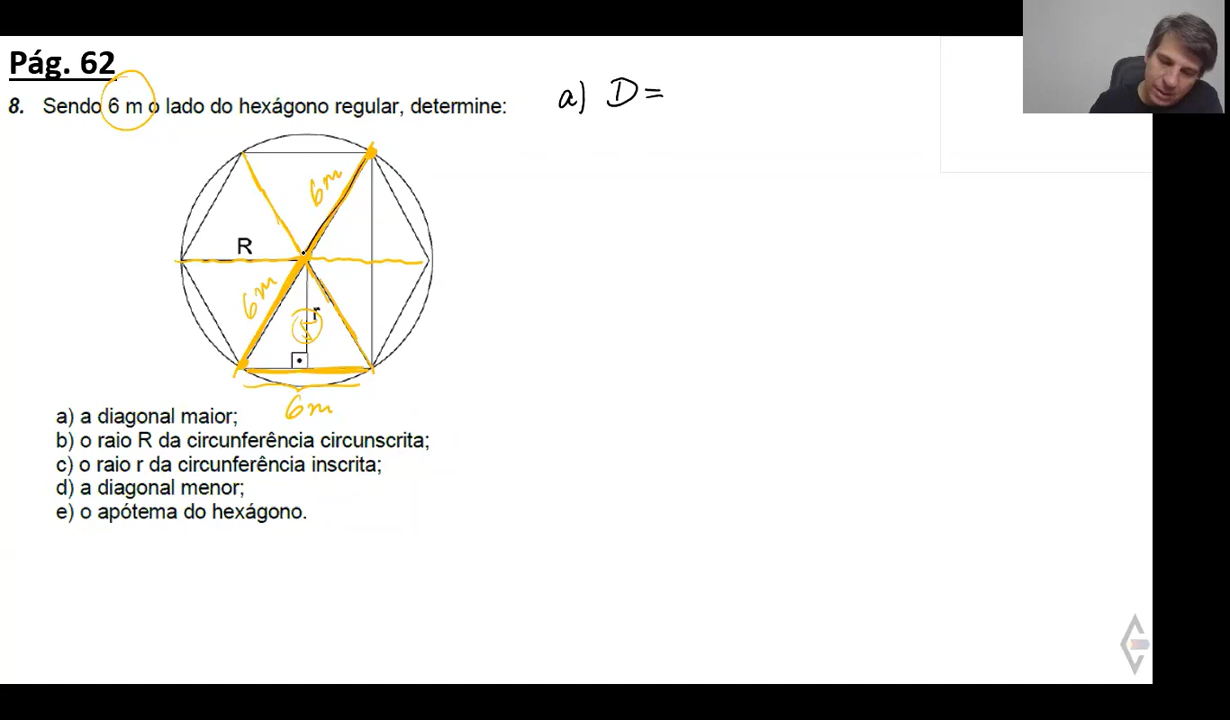 Pág. 62
8. Sendo 6 m o lado do hexágono regular, determine:
a) D =
6m
R
6m
r
6m
a) a diagonal maior;
b) o raio R da circunferência circunscrita;
c) o raio r da circunferência inscrita;
d) a diagonal menor;
e) o apótema do hexágono.